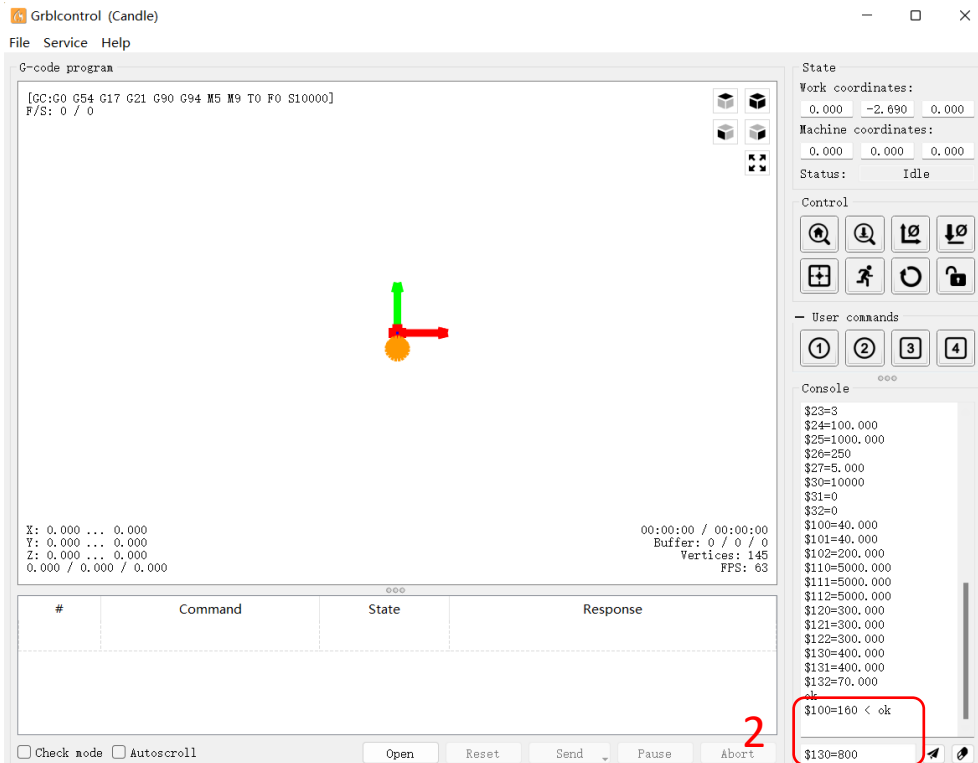 Grblcontrol (Candle)
File Service Help
G-code program
[GC:G0 G54 G17 G21 G90 G94 M5 M9 T0 F0 S10000]
F/S: 0 / 0
X: 0.000 ... 0.000
Y: 0.000 ... 0.000
Z: 0.000 ... 0.000
0.000 / 0.000 / 0.000
00:00:00 / 00:00:00
Buffer: 0 / 0 / 0
Vertices: 145
FPS: 63
# Command State Response
2
Check mode Autoscroll Open Reset Send Pause Abort
State
Work coordinates:
0.000 -2.690 0.000
Machine coordinates:
0.000 0.000 0.000
Status: Idle
Control
User commands
1 2 3 4
Console
$23=3
$24=100.000
$25=1000.000
$26=250
$27=5.000
$30=10000
$31=0
$32=0
$100=40.000
$101=40.000
$102=200.000
$110=5000.000
$111=5000.000
$112=5000.000
$120=300.000
$121=300.000
$122=300.000
$130=400.000
$131=400.000
$132=70.000
ok
$100=160 < ok
$130=800